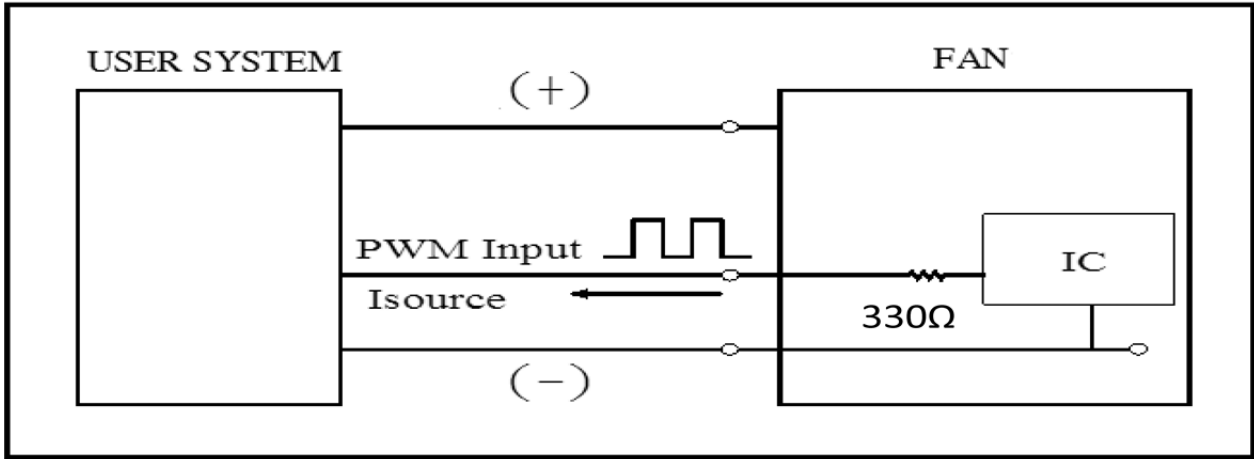 USER SYSTEM
FAN
(+)
PWM Input
IC
Isource
330Ω
(-)